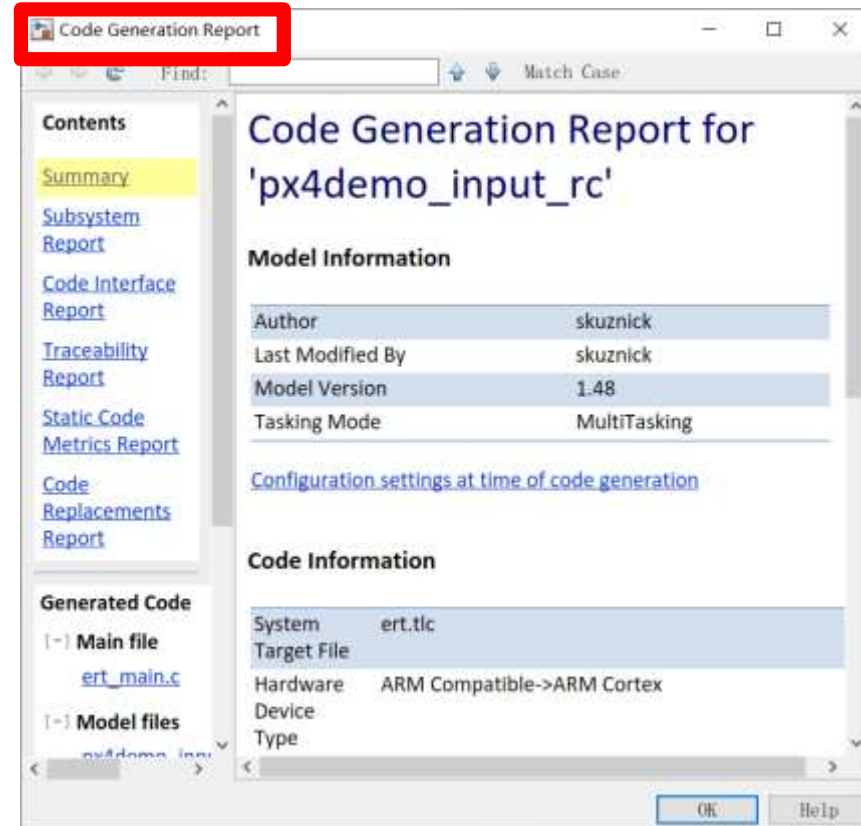 Code Generation Report
Find:
Match Case
Contents
Summary
Subsystem
Report
Code Interface
Report
Traceability
Report
Static Code
Metrics Report
Code
Replacements
Report
Generated Code
[-] Main file
ert_main.c
[-] Model files
Code Generation Report for
'px4demo_input_rc'
Model Information
Author skuznick
Last Modified By skuznick
Model Version 1.48
Tasking Mode MultiTasking
Configuration settings at time of code generation
Code Information
System ert.tlc
Target File
Hardware ARM Compatible->ARM Cortex
Device
Type
OK
Help